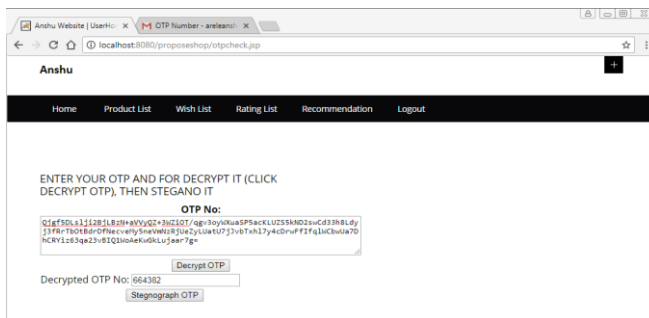 Anshu Website | UserHo
OTP Number - areleansh
localhost:8080/proposeshop/otpcheck.jsp
Anshu
+
Home Product List Wish List Rating List Recommendation Logout
ENTER YOUR OTP AND FOR DECRYPT IT (CLICK
DECRYPT OTP), THEN STEGANO IT
OTP No:
Decrypt OTP
Decrypted OTP No: 664382
Stegnograph OTP